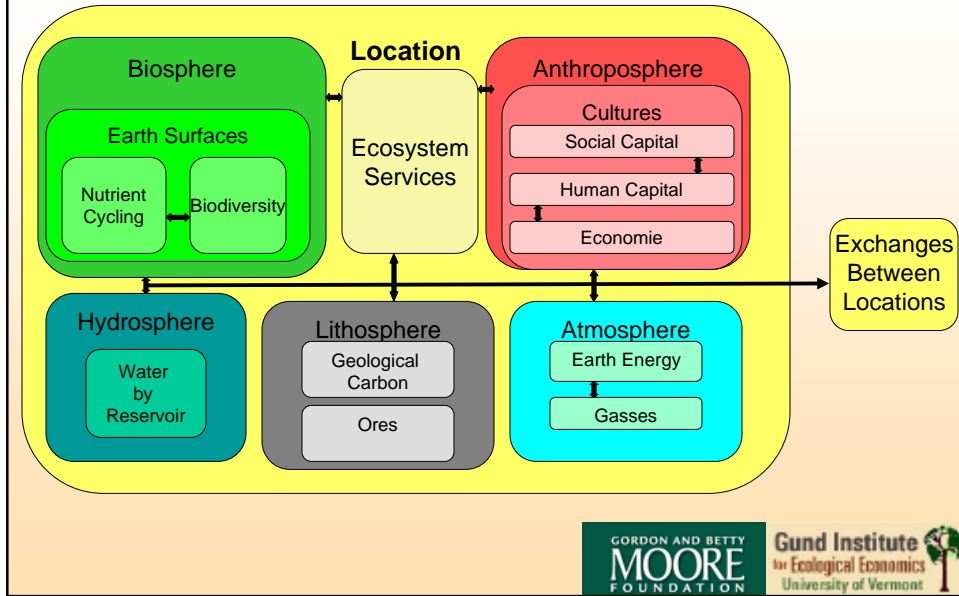 Location
Biosphere
Earth Surfaces
Nutrient
Cycling
Biodiversity
Ecosystem
Services
Anthroposphere
Cultures
Social Capital
Human Capital
Economie
Exchanges
Between
Locations
Hydrosphere
Water
by
Reservoir
Lithosphere
Geological
Carbon
Ores
Atmosphere
Earth Energy
Gasses
GORDON AND BETTY
MOORE
FOUNDATION
Gund Institute
for Ecological Economics
University of Vermont